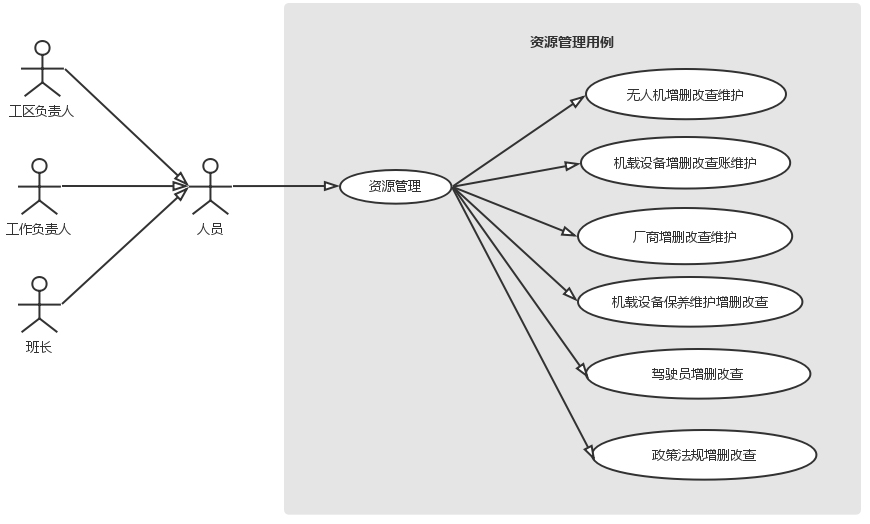 资源管理用例
工区负责人
工作负责人
班长
人员
资源管理
无人机增删改查维护
机载设备增删改查账维护
厂商增删改查维护
机载设备保养维护增删改查
驾驶员增删改查
政策法规增删改查